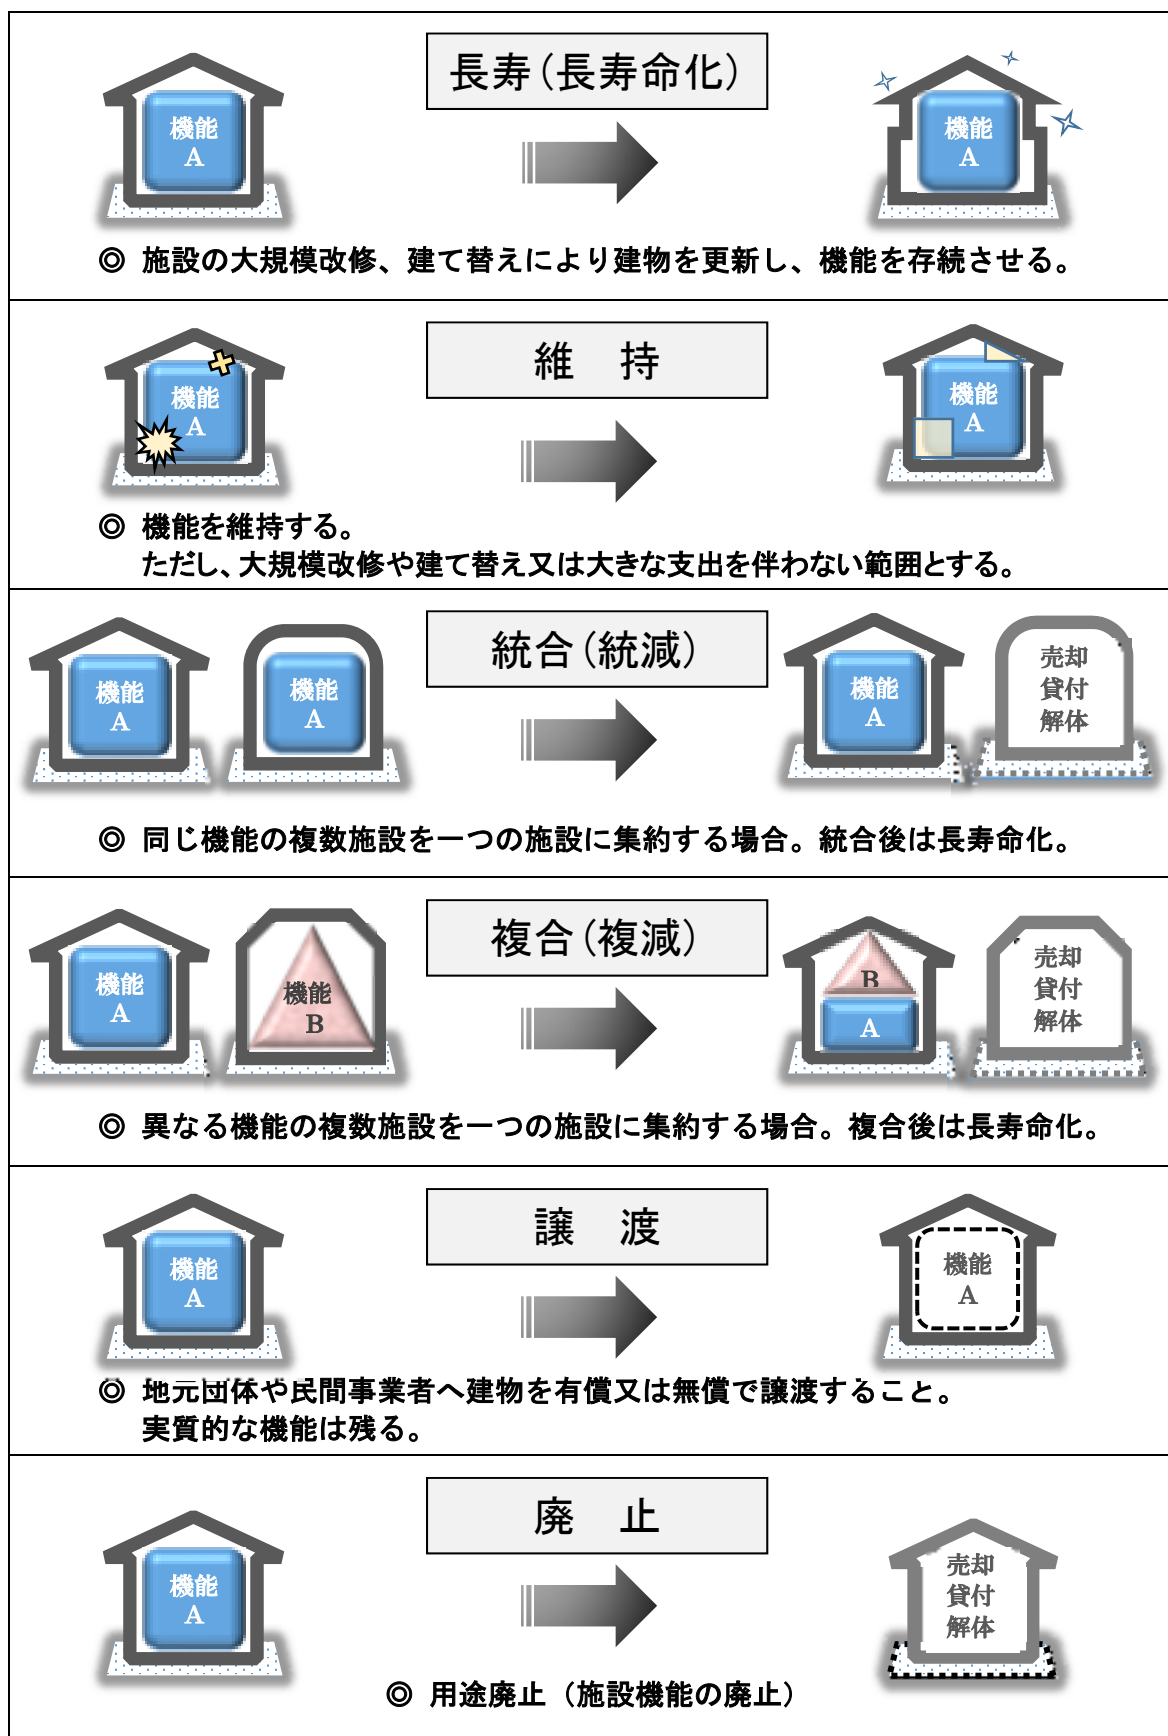 長寿(長寿命化)
機能
A
機能
A
◎ 施設の大規模改修、建て替えにより建物を更新し、機能を存続させる。
維　持
機能
A
機能
A
◎ 機能を維持する。
ただし、大規模改修や建て替え又は大きな支出を伴わない範囲とする。
統合(統減)
機能
A
機能
A
機能
A
売却
貸付
解体
◎ 同じ機能の複数施設を一つの施設に集約する場合。統合後は長寿命化。
複合(複減)
機能
A
機能
B
B
A
売却
貸付
解体
◎ 異なる機能の複数施設を一つの施設に集約する場合。複合後は長寿命化。
譲　渡
機能
A
機能
A
◎ 地元団体や民間事業者へ建物を有償又は無償で譲渡すること。
実質的な機能は残る。
廃　止
機能
A
売却
貸付
解体
◎ 用途廃止（施設機能の廃止）